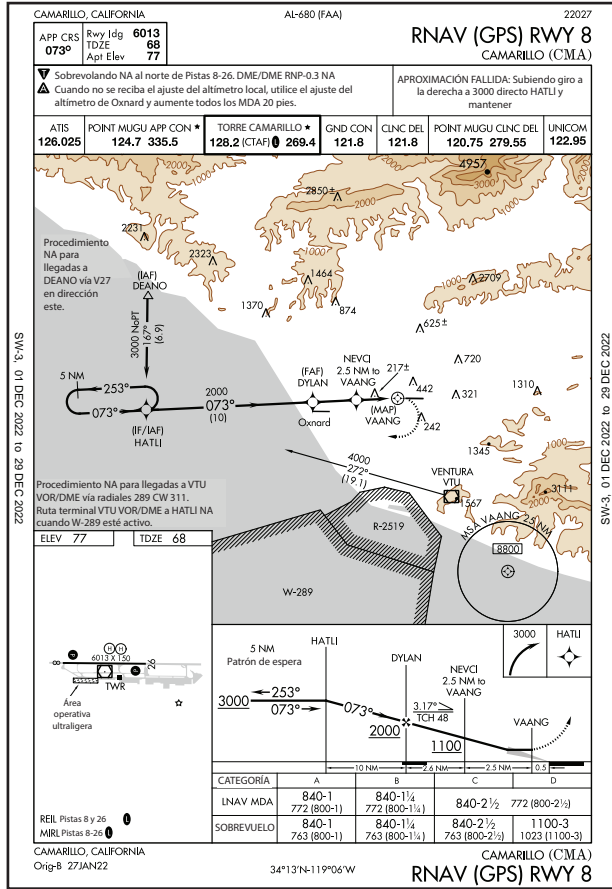 CAMARILLO, CALIFORNIA
AL-680 (FAA)
22027
APP CRS
073°
Rwy ldg 6013
TDZE 68
Apt Elev 77
RNAV (GPS) RWY 8
CAMARILLO (CMA)
T Sobrevolando NA al norte de Pistas 8-26. DME/DME RNP-0.3 NA
A Cuando no se reciba el ajuste del altímetro local, utilice el ajuste del
altímetro de Oxnard y aumente todos los MDA 20 pies.
APROXIMACIÓN FALLIDA: Subiendo giro a
la derecha a 3000 directo HATLI y
mantener
ATIS
126.025
POINT MUGU APP CON ★
124.7 335.5
TORRE CAMARILLO ★
128.2 (CTAF) L 269.4
GND CON
121.8
CLNC DEL
121.8
POINT MUGU CLNC DEL
120.75 279.55
UNICOM
122.95
4957
3000
2000
1000
2850±
2000
2231
2323
1000
1464
1370
874
2709
2000
625±
720
1310
321
442
217±
242
1345
3111
1567
Procedimiento
NA para
llegadas a
DEANO vía V27
en dirección
este.
(IAF)
DEANO
3000 NoPT
167°
(6.9)
5 NM
253°
073°
(IF/IAF)
HATLI
2000
073°
(10)
(FAF)
DYLAN
Oxnard
NEVCI
2.5 NM to
VAANG
(MAP)
VAANG
4000
272°
(19.1)
VENTURA
VTU
Procedimiento NA para llegadas a VTU
VOR/DME vía radiales 289 CW 311.
Ruta terminal VTU VOR/DME a HATLI NA
cuando W-289 esté activo.
R-2519
W-289
MSA VAANG 25 NM
8800
ELEV 77
TDZE 68
8
6013 X 150
26
H H
P
P
TWR
Área
operativa
ultraligera
REIL Pistas 8 y 26 L
MIRL Pistas 8-26 L
5 NM
Patrón de espera
HATLI
3000
253°
073°
073°
DYLAN
2000
3.17°
TCH 48
NEVCI
2.5 NM to
VAANG
1100
VAANG
3000
HATLI
10 NM
2.6 NM
2.5 NM
0.5
CATEGORÍA A B C D
LNAV MDA 840-1 840-1¼ 840-2½ 772 (800-2½)
772 (800-1) 772 (800-1¼)
SOBREVUELO 840-1 840-1¼ 840-2½ 1100-3
763 (800-1) 763 (800-1¼) 763 (800-2½) 1023 (1100-3)
CAMARILLO, CALIFORNIA
Orig-B 27JAN22
34°13'N-119°06'W
CAMARILLO (CMA)
RNAV (GPS) RWY 8
SW-3, 01 DEC 2022 to 29 DEC 2022
SW-3, 01 DEC 2022 to 29 DEC 2022